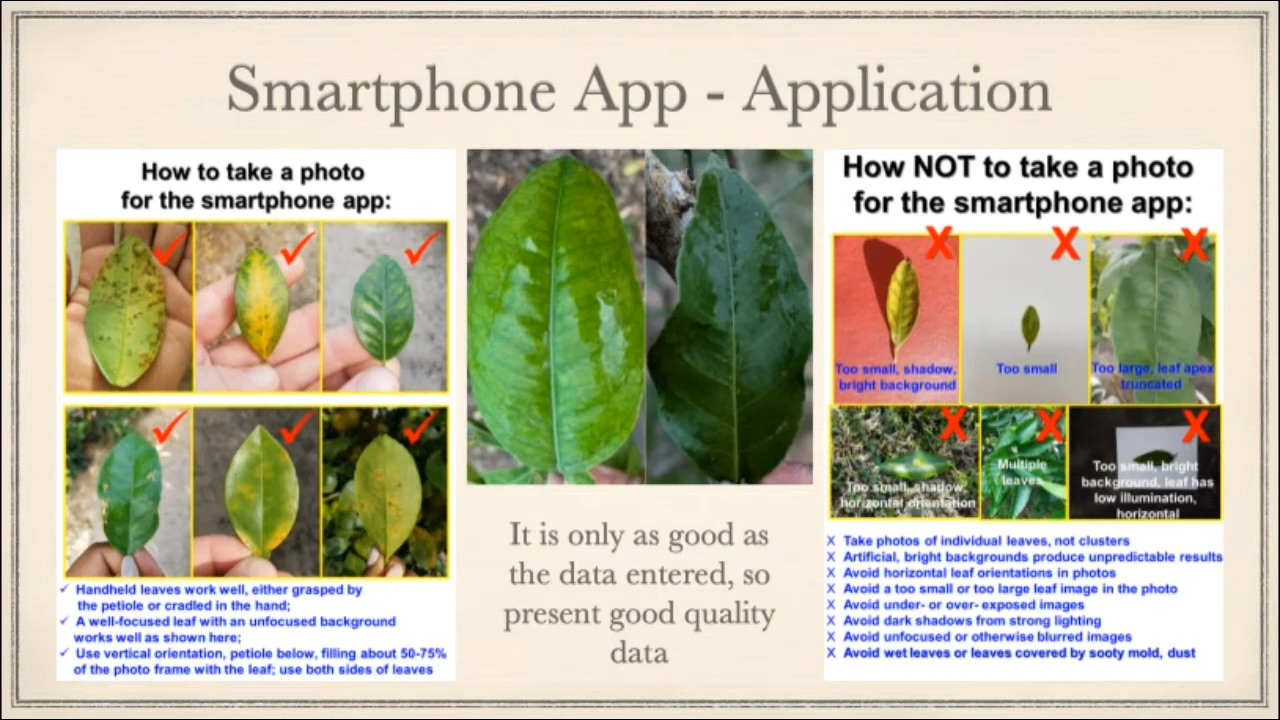 Smartphone App - Application
How to take a photo
for the smartphone app:
✓ Handheld leaves work well, either grasped by
the petiole or cradled in the hand;
✓ A well-focused leaf with an unfocused background
works well as shown here;
✓ Use vertical orientation, petiole below, filling about 50-75%
of the photo frame with the leaf; use both sides of leaves
It is only as good as
the data entered, so
present good quality
data
How NOT to take a photo
for the smartphone app:
X
X
X
Too small, shadow,
bright background
Too small
Too large, leaf apex
truncated
X
X
X
Too small, shadow,
horizontal orientation
Multiple
leaves
Too small, bright
background, leaf has
low illumination,
horizontal
X Take photos of individual leaves, not clusters
X Artificial, bright backgrounds produce unpredictable results
X Avoid horizontal leaf orientations in photos
X Avoid a too small or too large leaf image in the photo
X Avoid under- or over- exposed images
X Avoid dark shadows from strong lighting
X Avoid unfocused or otherwise blurred images
X Avoid wet leaves or leaves covered by sooty mold, dust